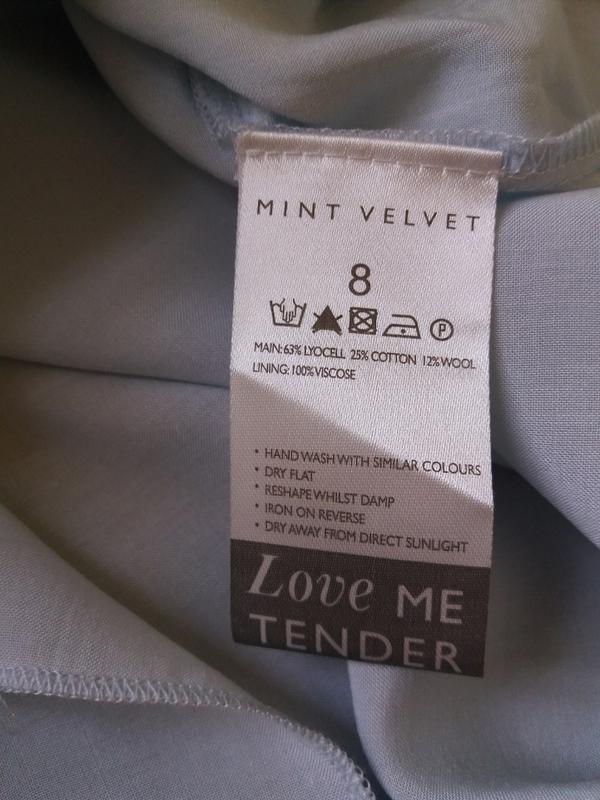 MINT VELVET
8
P
MAIN: 63% LYOCELL 25% COTTON 12% WOOL
LINING: 100% VISCOSE
• HAND WASH WITH SIMILAR COLOURS
• DRY FLAT
• RESHAPE WHILST DAMP
• IRON ON REVERSE
• DRY AWAY FROM DIRECT SUNLIGHT
Love ME
TENDER